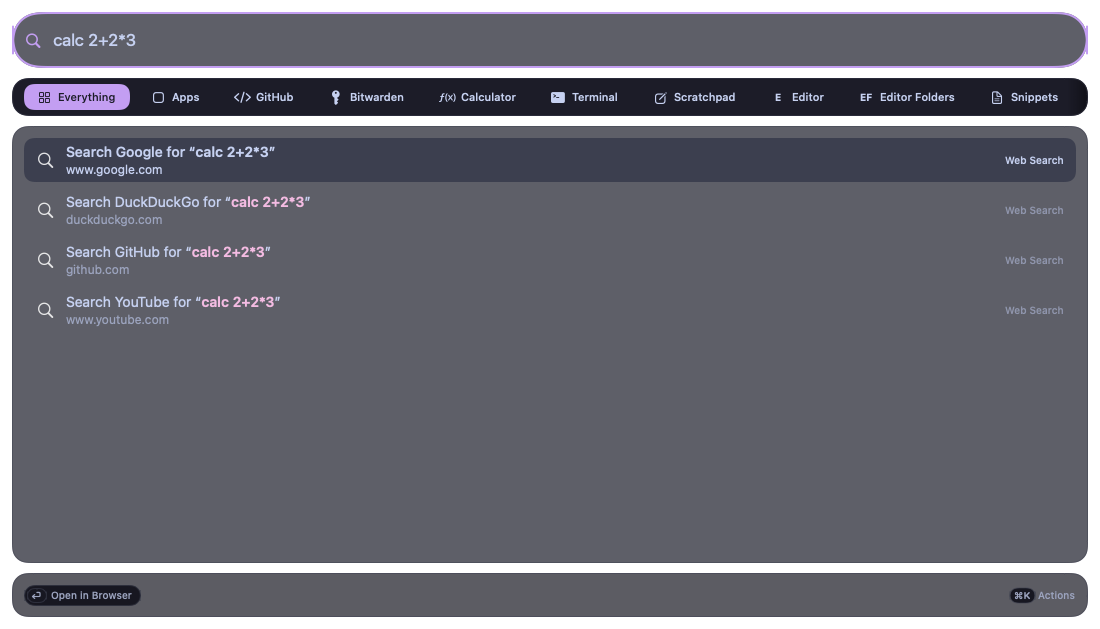 calc 2+2*3
Everything Apps </> GitHub Bitwarden f(x) Calculator Terminal Scratchpad E Editor EF Editor Folders Snippets
Search Google for “calc 2+2*3”
www.google.com
Web Search
Search DuckDuckGo for “calc 2+2*3”
duckduckgo.com
Web Search
Search GitHub for “calc 2+2*3”
github.com
Web Search
Search YouTube for “calc 2+2*3”
www.youtube.com
Web Search
Open in Browser
⌘K Actions